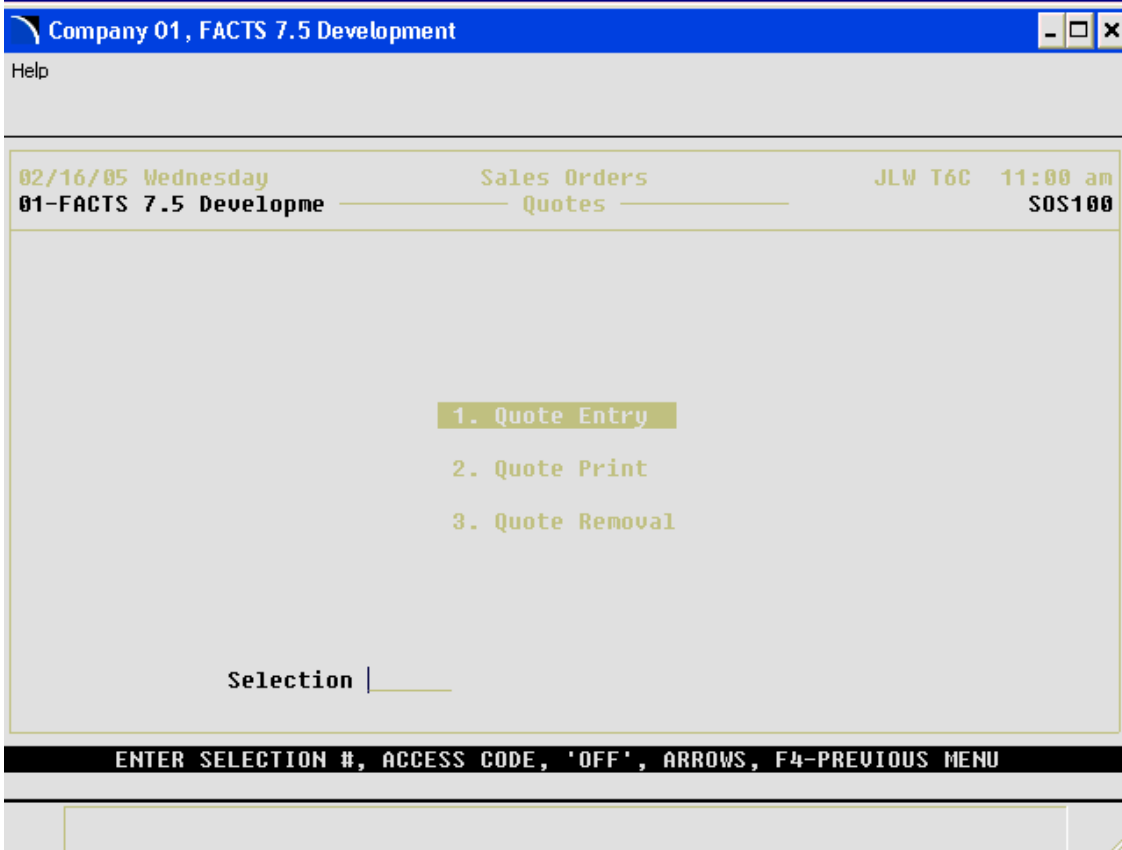 Company 01, FACTS 7.5 Development
Help
02/16/05 Wednesday Sales Orders JLW T6C 11:00 am
01-FACTS 7.5 Developme Quotes SOS100
1. Quote Entry
2. Quote Print
3. Quote Removal
Selection
ENTER SELECTION #, ACCESS CODE, 'OFF', ARROWS, F4-PREVIOUS MENU